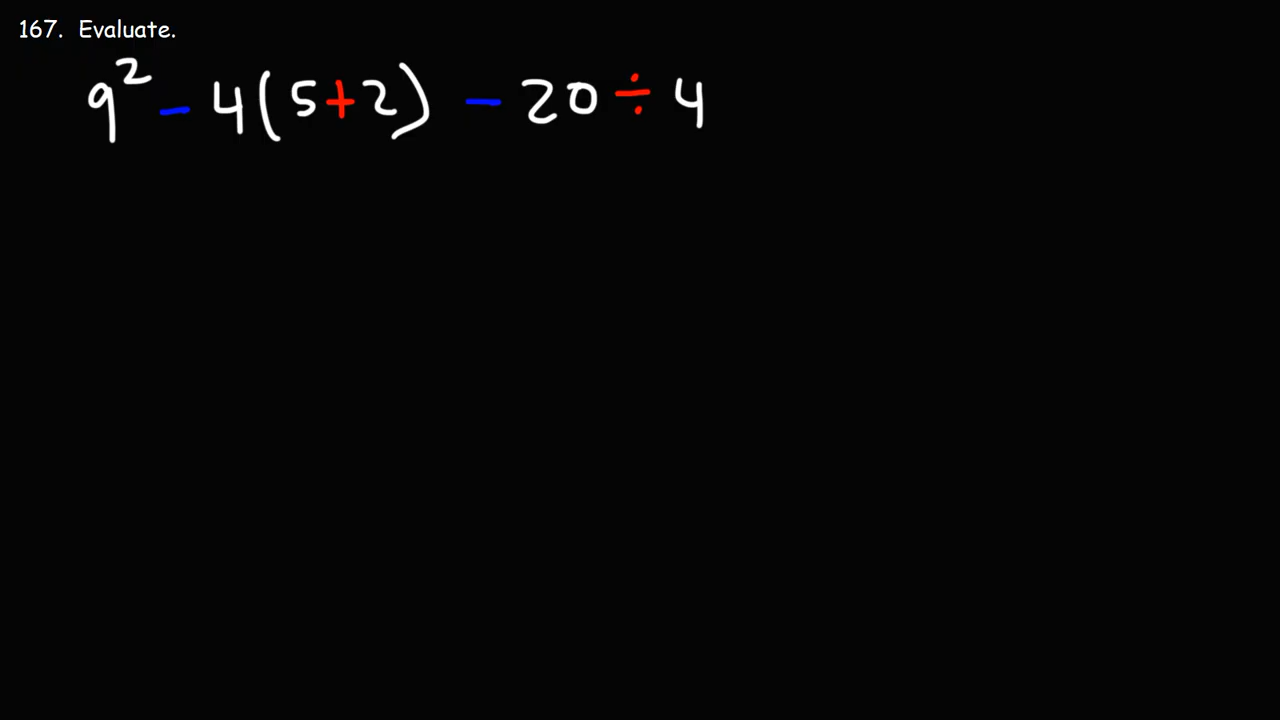 167. Evaluate.
9² - 4(5+2) - 20 ÷ 4